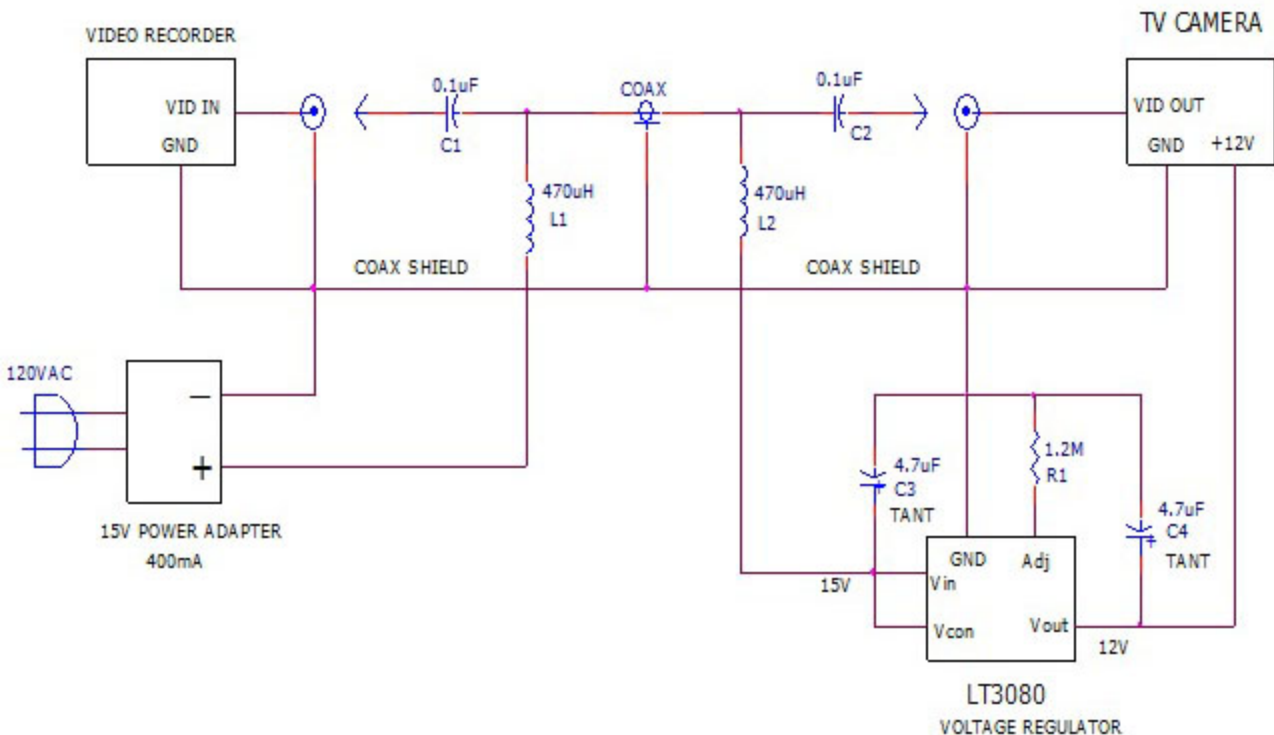 TV CAMERA
VIDEO RECORDER
0.1uF
0.1uF
COAX
VID IN
GND
C1
C2
VID OUT
GND
+12V
470uH
L1
470uH
L2
COAX SHIELD
COAX SHIELD
120VAC
−
+
15V POWER ADAPTER
400mA
4.7uF
C3
TANT
1.2M
R1
4.7uF
C4
TANT
+
+
GND
Adj
15V
Vin
Vcon
Vout
12V
LT3080
VOLTAGE REGULATOR